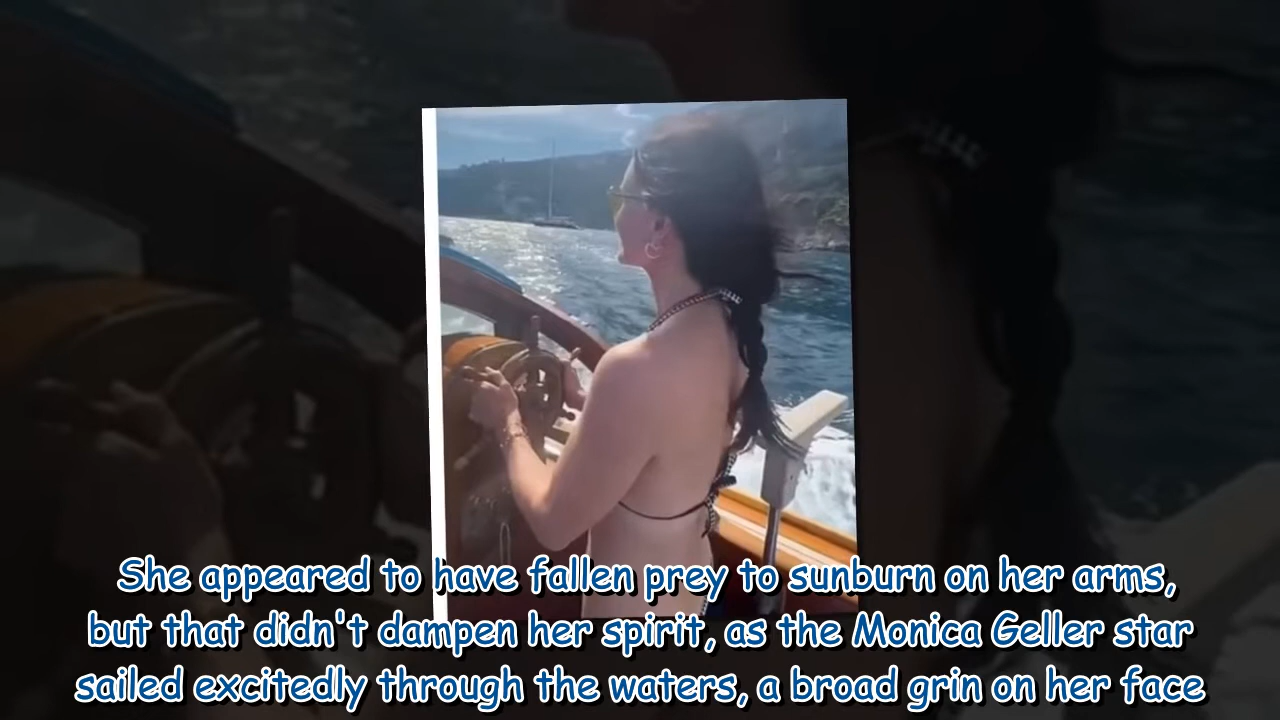 She appeared to have fallen prey to sunburn on her arms,
but that didn't dampen her spirit, as the Monica Geller star
sailed excitedly through the waters, a broad grin on her face